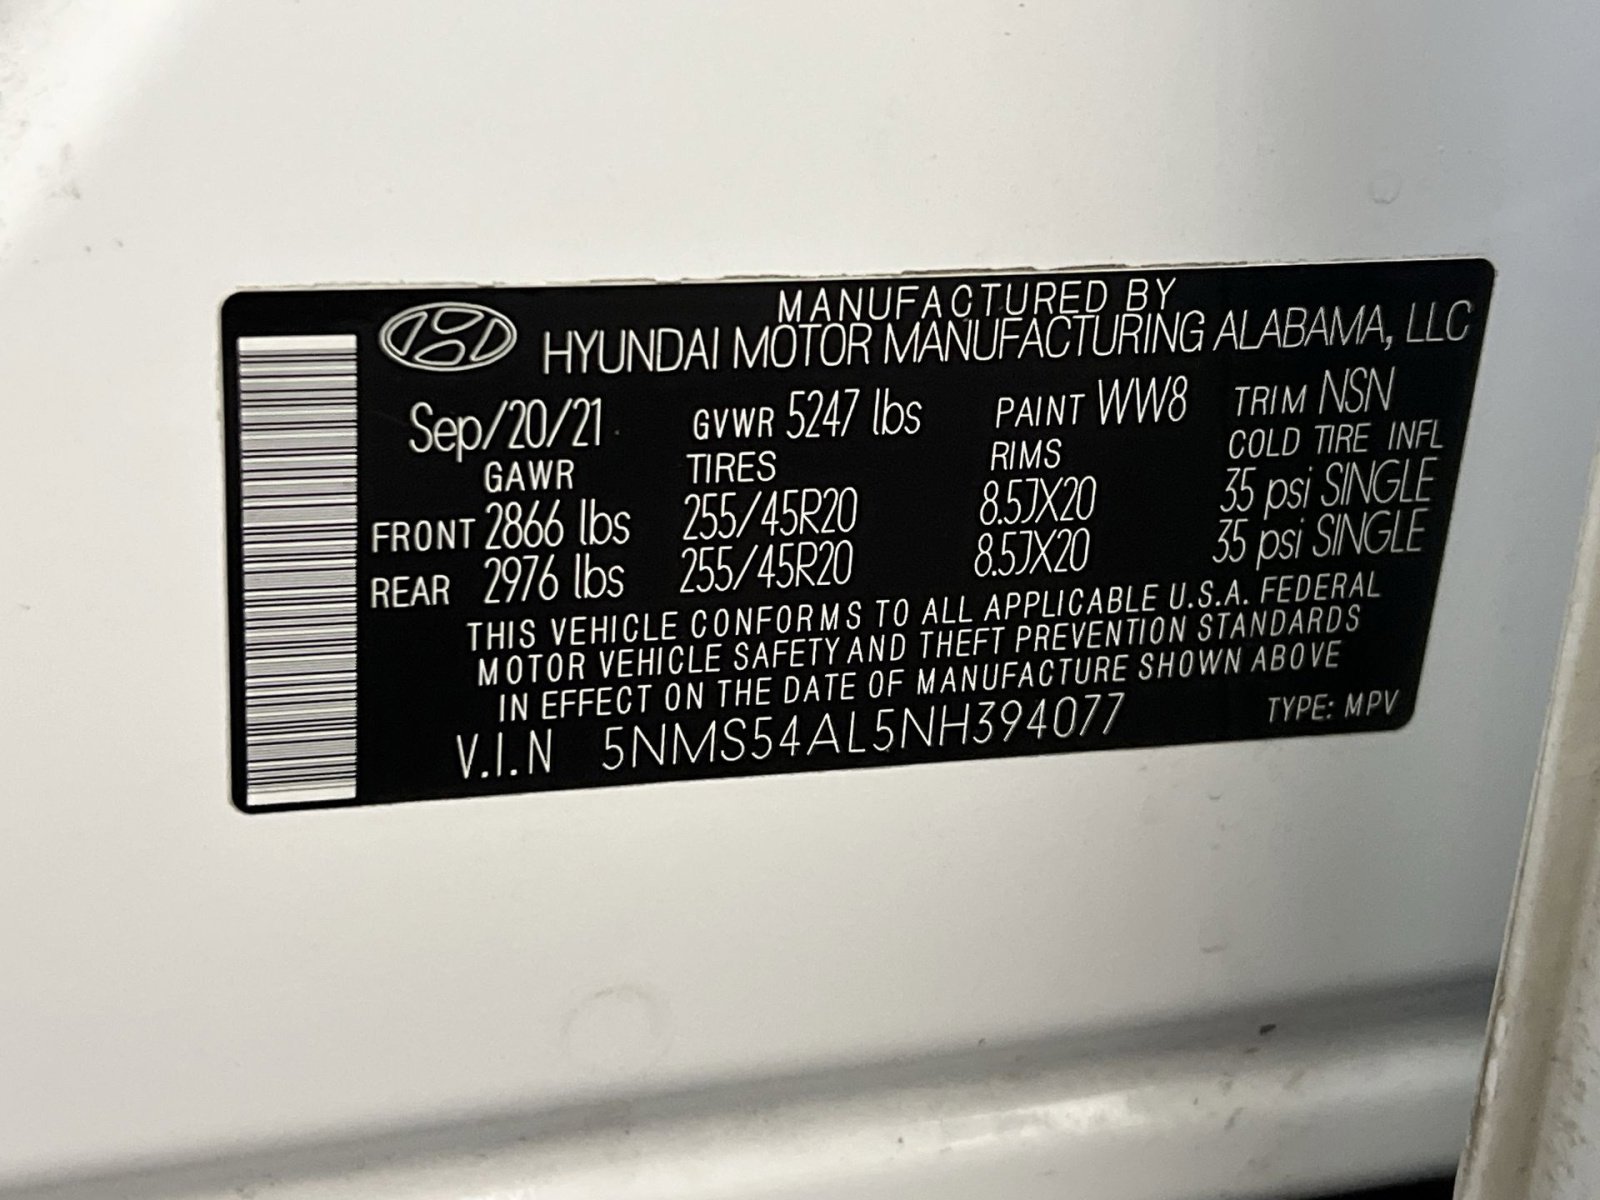 MANUFACTURED BY
HYUNDAI MOTOR MANUFACTURING ALABAMA, LLC
Sep/20/21 GVWR 5247 lbs PAINT WW8 TRIM NSN
GAWR TIRES RIMS COLD TIRE INFL
FRONT 2866 lbs 255/45R20 8.5JX20 35 psi SINGLE
REAR 2976 lbs 255/45R20 8.5JX20 35 psi SINGLE
THIS VEHICLE CONFORMS TO ALL APPLICABLE U.S.A. FEDERAL
MOTOR VEHICLE SAFETY AND THEFT PREVENTION STANDARDS
IN EFFECT ON THE DATE OF MANUFACTURE SHOWN ABOVE
V.I.N 5NMS54AL5NH394077 TYPE: MPV